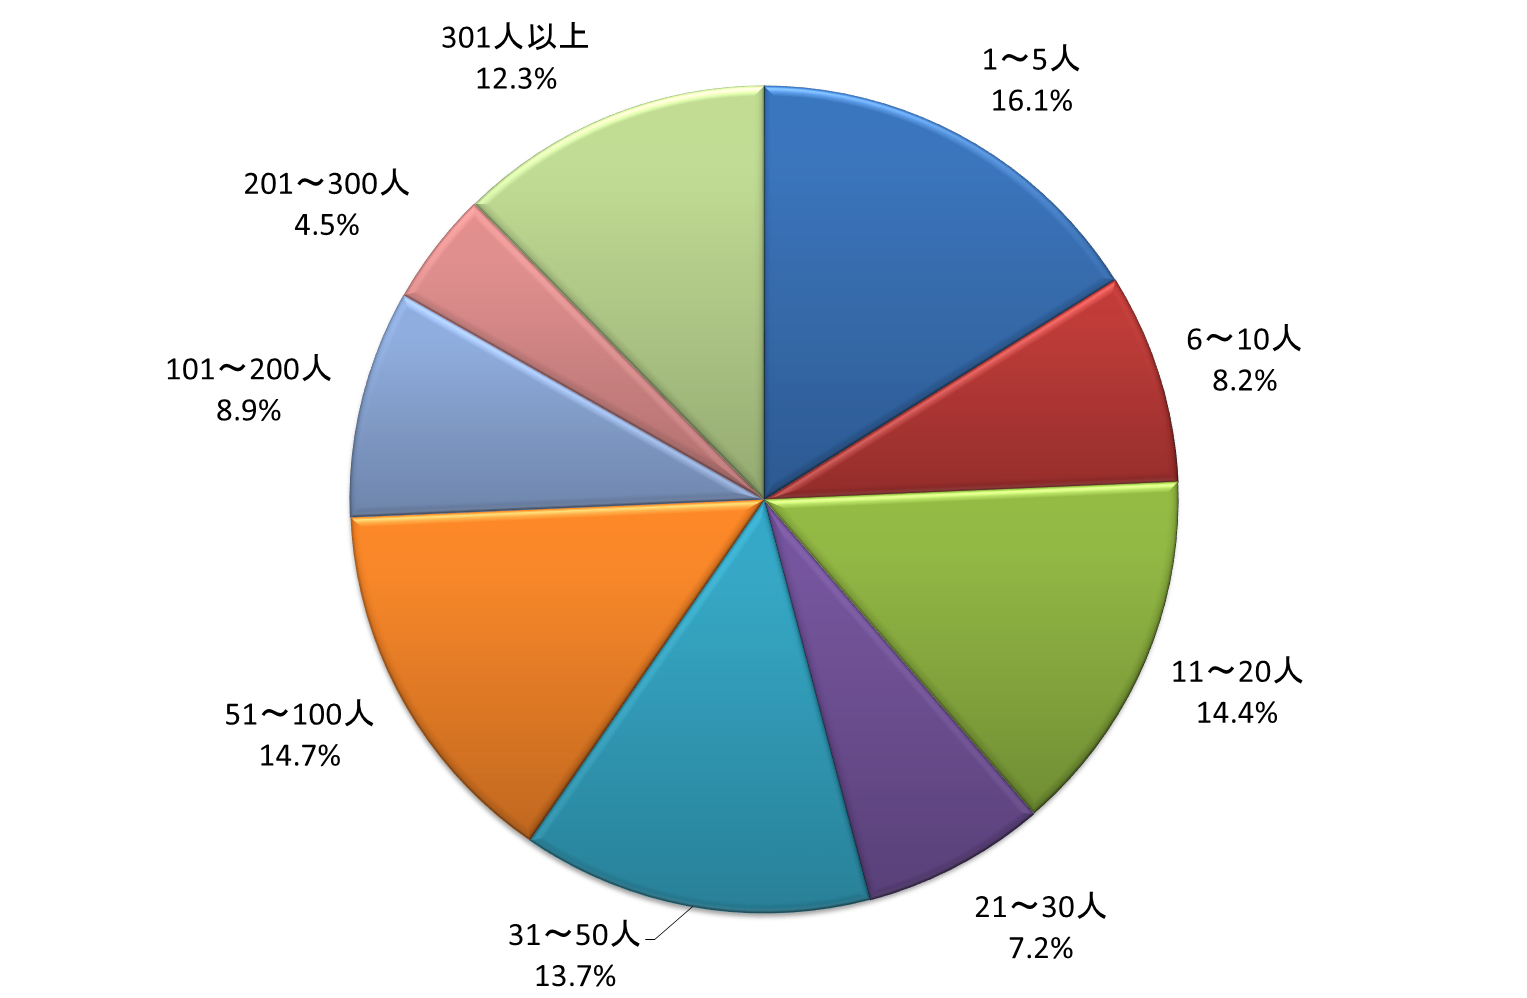 1～5人
16.1%
6～10人
8.2%
11～20人
14.4%
21～30人
7.2%
31～50人
13.7%
51～100人
14.7%
101～200人
8.9%
201～300人
4.5%
301人以上
12.3%